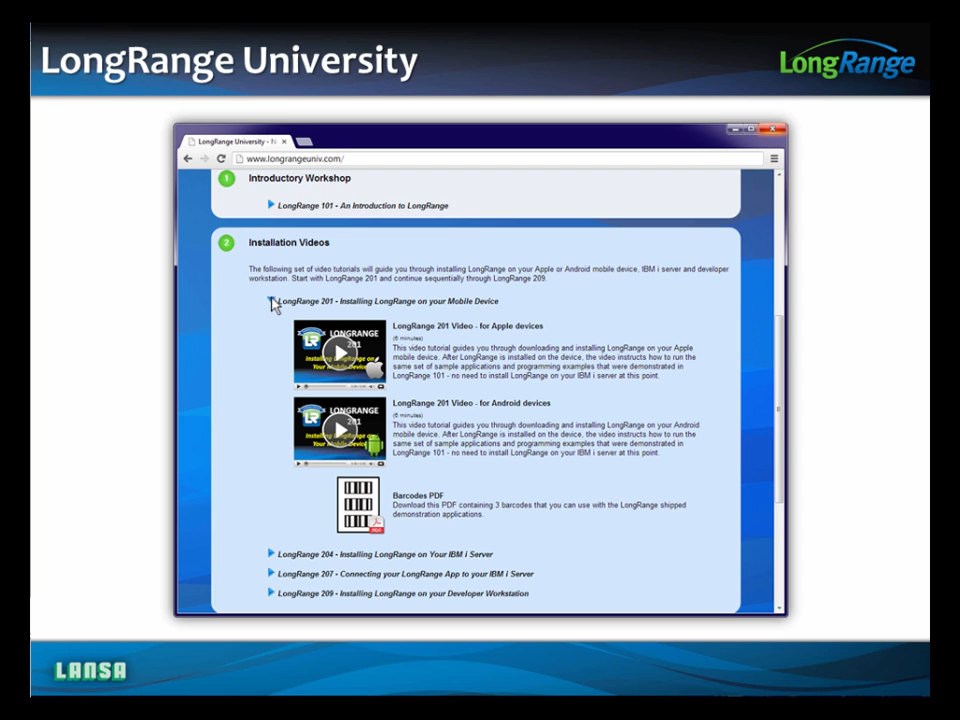 LongRange University
LongRange
LongRange University - N
www.longrangeuniv.com/
1
Introductory Workshop
LongRange 101 - An Introduction to LongRange
2
Installation Videos
The following set of video tutorials will guide you through installing LongRange on your Apple or Android mobile device, IBM i server and developer
workstation. Start with LongRange 201 and continue sequentially through LongRange 209.
LongRange 201 - Installing LongRange on your Mobile Device
LONGRANGE
201
Installing LongRange on
Your Mobile Device
LongRange 201 Video - for Apple devices
(6 minutes)
This video tutorial guides you through downloading and installing LongRange on your Apple
mobile device. After LongRange is installed on the device, the video instructs how to run the
same set of sample applications and programming examples that were demonstrated in
LongRange 101 - no need to install LongRange on your IBM i server at this point.
LONGRANGE
201
Installing LongRange on
Your Mobile Device
LongRange 201 Video - for Android devices
(6 minutes)
This video tutorial guides you through downloading and installing LongRange on your Android
mobile device. After LongRange is installed on the device, the video instructs how to run the
same set of sample applications and programming examples that were demonstrated in
LongRange 101 - no need to install LongRange on your IBM i server at this point.
Barcodes PDF
Download this PDF containing 3 barcodes that you can use with the LongRange shipped
demonstration applications.
LongRange 204 - Installing LongRange on Your IBM i Server
LongRange 207 - Connecting your LongRange App to your IBM i Server
LongRange 209 - Installing LongRange on your Developer Workstation
LANSA